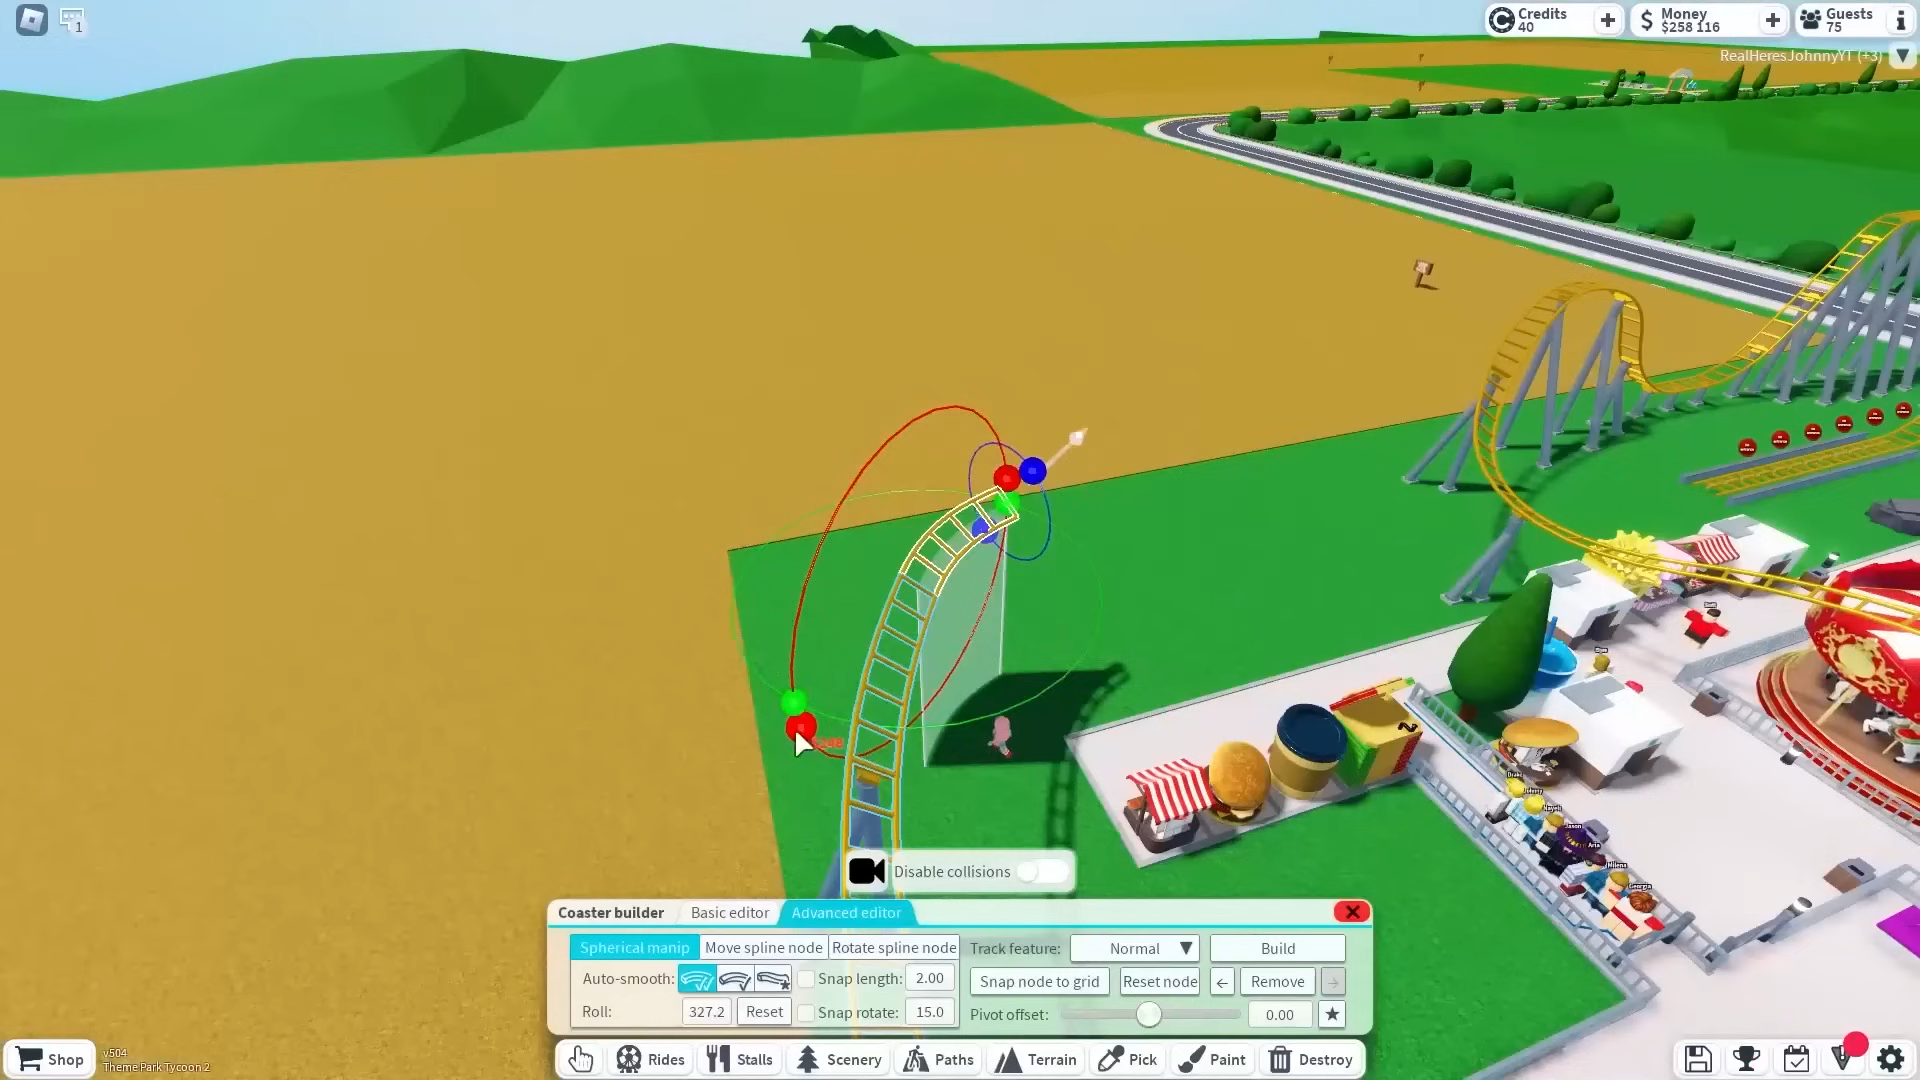 1
Credits
40
Money
$258 116
Guests
75
RealHeresJohnnyYT (+3)
Disable collisions
Coaster builder
Basic editor
Advanced editor
Spherical manip
Move spline node
Rotate spline node
Track feature:
Normal
Build
Auto-smooth:
Snap length:
2.00
Snap node to grid
Reset node
←
Remove
→
Roll:
327.2
Reset
Snap rotate:
15.0
Pivot offset:
0.00
Shop
v504
Theme Park Tycoon 2
Rides
Stalls
Scenery
Paths
Terrain
Pick
Paint
Destroy